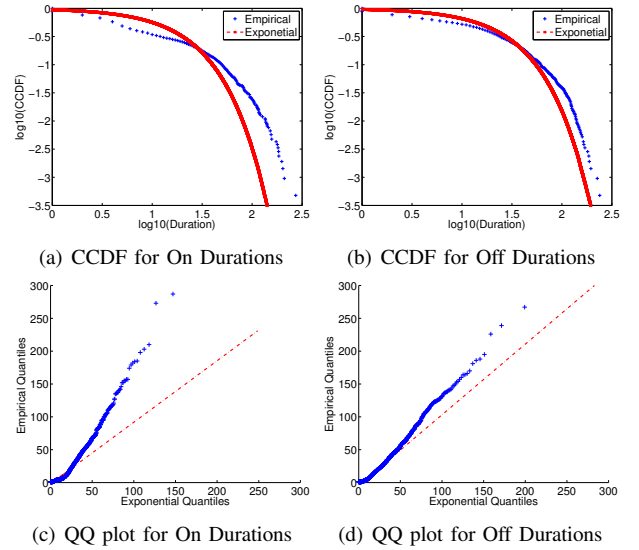 0
−0.5
−1
−1.5
−2
−2.5
−3
−3.5
0 0.5 1 1.5 2 2.5
log10(CCDF)
log10(Duration)
Empirical
Exponetial
(a) CCDF for On Durations
0
−0.5
−1
−1.5
−2
−2.5
−3
−3.5
0 0.5 1 1.5 2 2.5
log10(CCDF)
log10(Duration)
Empirical
Exponetial
(b) CCDF for Off Durations
300
250
200
150
100
50
0
0 50 100 150 200 250 300
Empirical Quantiles
Exponential Quantiles
(c) QQ plot for On Durations
300
250
200
150
100
50
0
0 50 100 150 200 250 300
Empirical Quantiles
Exponential Quantiles
(d) QQ plot for Off Durations